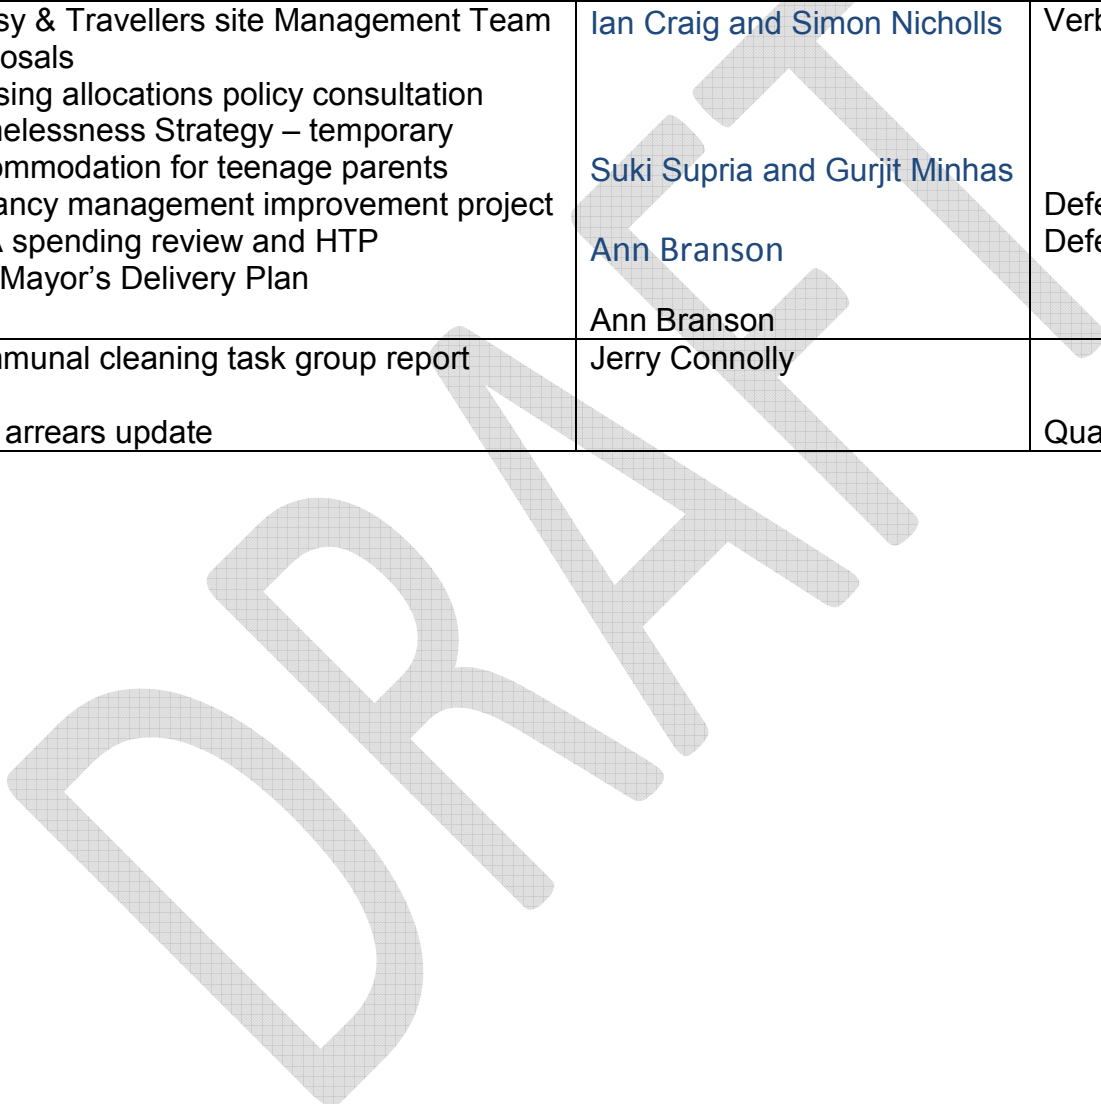 sy & Travellers site Management Team
osals
sing allocations policy consultation
nelessness Strategy – temporary
ommodation for teenage parents
ancy management improvement project
A spending review and HTP
Mayor's Delivery Plan
Ian Craig and Simon Nicholls
Suki Supria and Gurjit Minhas
Ann Branson
Ann Branson
Verb
Defe
Defe
munal cleaning task group report
arrears update
Jerry Connolly
Qua
DRAFT